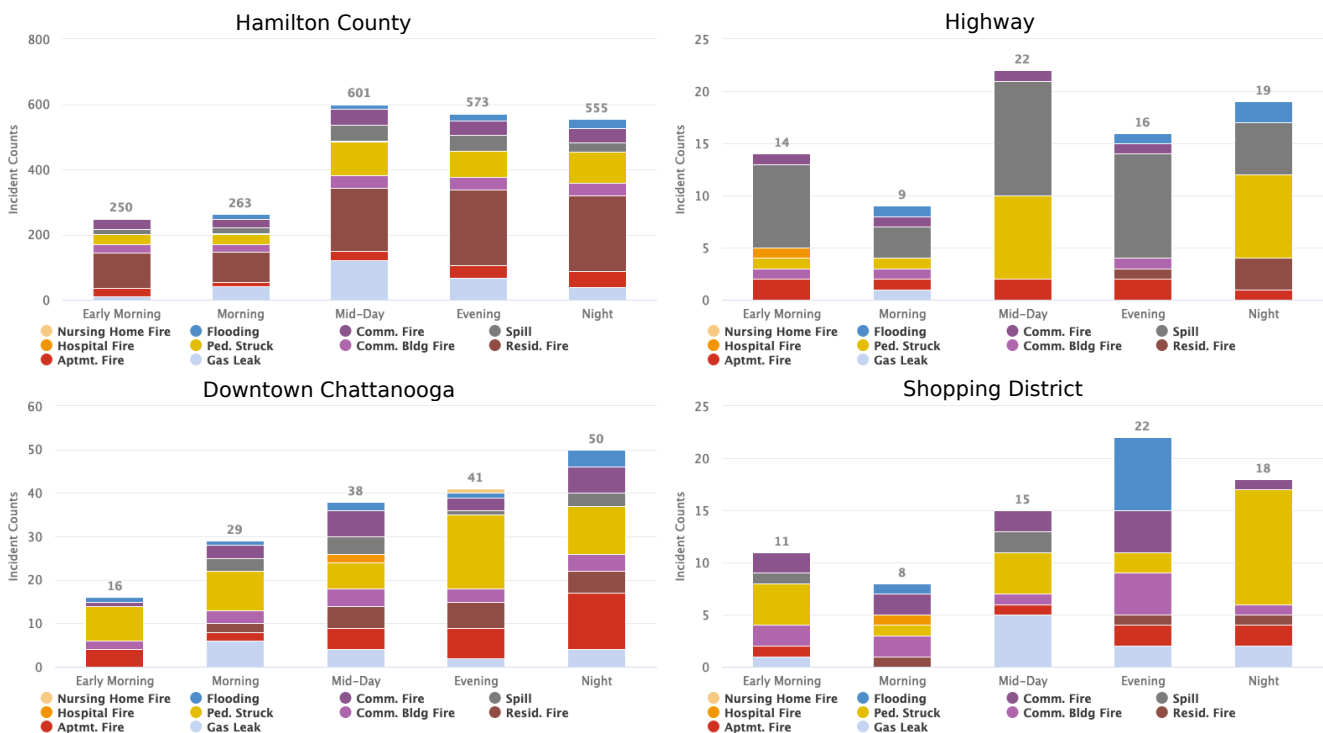 Hamilton County
Incident Counts
800
600
400
200
0
250
263
601
573
555
Early Morning
Morning
Mid-Day
Evening
Night
Nursing Home Fire
Flooding
Comm. Fire
Spill
Hospital Fire
Ped. Struck
Comm. Bldg Fire
Resid. Fire
Aptmt. Fire
Gas Leak
Highway
Incident Counts
25
20
15
10
5
0
14
9
22
16
19
Early Morning
Morning
Mid-Day
Evening
Night
Nursing Home Fire
Flooding
Comm. Fire
Spill
Hospital Fire
Ped. Struck
Comm. Bldg Fire
Resid. Fire
Aptmt. Fire
Gas Leak
Downtown Chattanooga
Incident Counts
60
50
40
30
20
10
0
16
29
38
41
50
Early Morning
Morning
Mid-Day
Evening
Night
Nursing Home Fire
Flooding
Comm. Fire
Spill
Hospital Fire
Ped. Struck
Comm. Bldg Fire
Resid. Fire
Aptmt. Fire
Gas Leak
Shopping District
Incident Counts
25
20
15
10
5
0
11
8
15
22
18
Early Morning
Morning
Mid-Day
Evening
Night
Nursing Home Fire
Flooding
Comm. Fire
Spill
Hospital Fire
Ped. Struck
Comm. Bldg Fire
Resid. Fire
Aptmt. Fire
Gas Leak